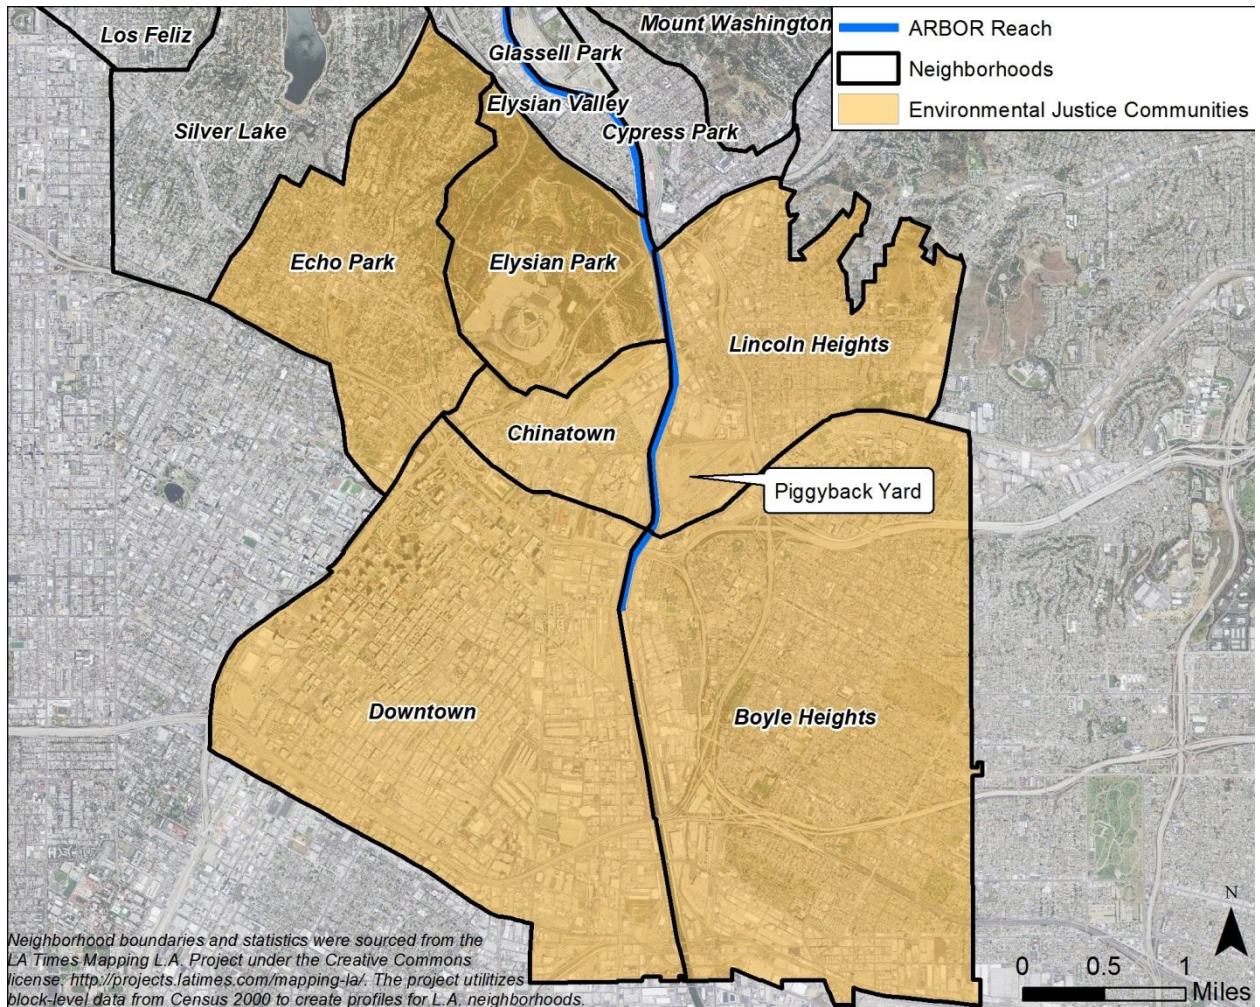 Los Feliz
Mount Washington
Glassell Park
ARBOR Reach
Neighborhoods
Environmental Justice Communities
Silver Lake
Elysian Valley
Cypress Park
Echo Park
Elysian Park
Lincoln Heights
Chinatown
Piggyback Yard
Downtown
Boyle Heights
N
0 0.5 1
Miles
Neighborhood boundaries and statistics were sourced from the
LA Times Mapping L.A. Project under the Creative Commons
license: http://projects.latimes.com/mapping-la/. The project utilitizes
block-level data from Census 2000 to create profiles for L.A. neighborhoods.